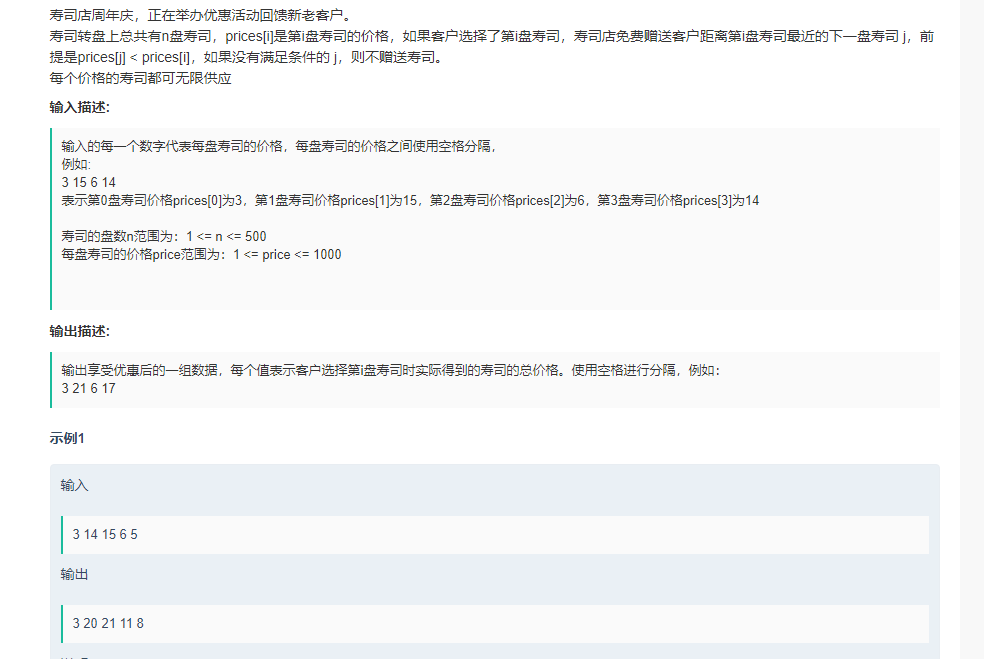 寿司店周年庆，正在举办优惠活动回馈新老客户。
寿司转盘上总共有n盘寿司，prices[i]是第i盘寿司的价格，如果客户选择了第i盘寿司，寿司店免费赠送客户距离第i盘寿司最近的下一盘寿司 j，前
提是prices[j] < prices[i]，如果没有满足条件的 j，则不赠送寿司。
每个价格的寿司都可无限供应
输入描述：
输入的每一个数字代表每盘寿司的价格，每盘寿司的价格之间使用空格分隔，
例如:
3 15 6 14
表示第0盘寿司价格prices[0]为3，第1盘寿司价格prices[1]为15，第2盘寿司价格prices[2]为6，第3盘寿司价格prices[3]为14
寿司的盘数n范围为：1 <= n <= 500
每盘寿司的价格price范围为：1 <= price <= 1000
输出描述：
输出享受优惠后的一组数据，每个值表示客户选择第i盘寿司时实际得到的寿司的总价格。使用空格进行分隔，例如：
3 21 6 17
示例1
输入
3 14 15 6 5
输出
3 20 21 11 8